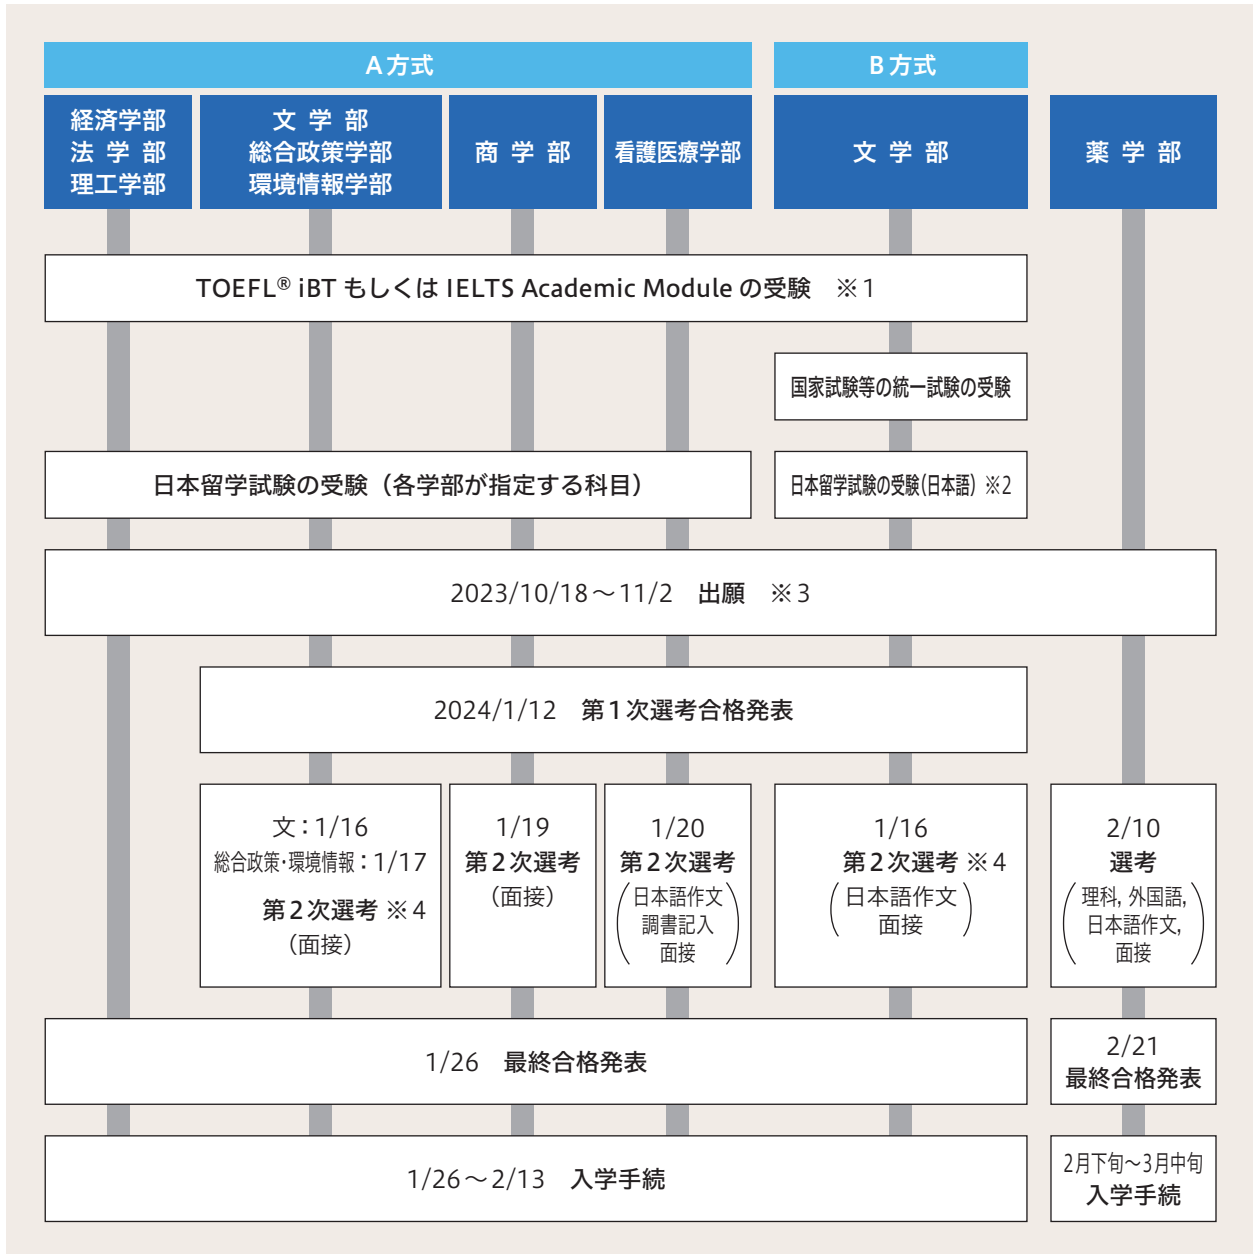 A方式
B方式
経済学部
法学部
理工学部
文学部
総合政策学部
環境情報学部
商学部
看護医療学部
文学部
薬学部
TOEFL® iBT もしくは IELTS Academic Module の受験 ※1
国家試験等の統一試験の受験
日本留学試験の受験（各学部が指定する科目）
日本留学試験の受験(日本語) ※2
2023/10/18～11/2 出願 ※3
2024/1/12 第1次選考合格発表
文：1/16
総合政策・環境情報：1/17
第2次選考 ※4
（面接）
1/19
第2次選考
（面接）
1/20
第2次選考
（日本語作文
調書記入
面接）
1/16
第2次選考 ※4
（日本語作文
面接）
2/10
選考
（理科, 外国語,
日本語作文,
面接）
1/26 最終合格発表
2/21
最終合格発表
1/26～2/13 入学手続
2月下旬～3月中旬
入学手続